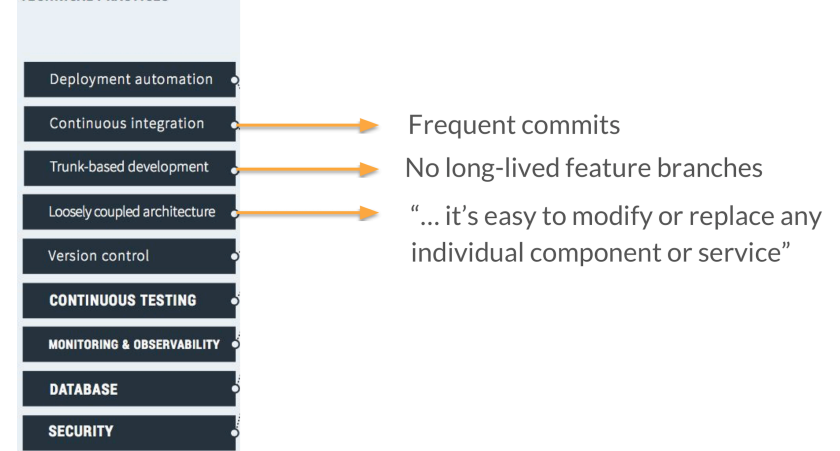 Deployment automation
Continuous integration
Frequent commits
Trunk-based development
No long-lived feature branches
Loosely coupled architecture
“... it’s easy to modify or replace any
individual component or service”
Version control
CONTINUOUS TESTING
MONITORING & OBSERVABILITY
DATABASE
SECURITY